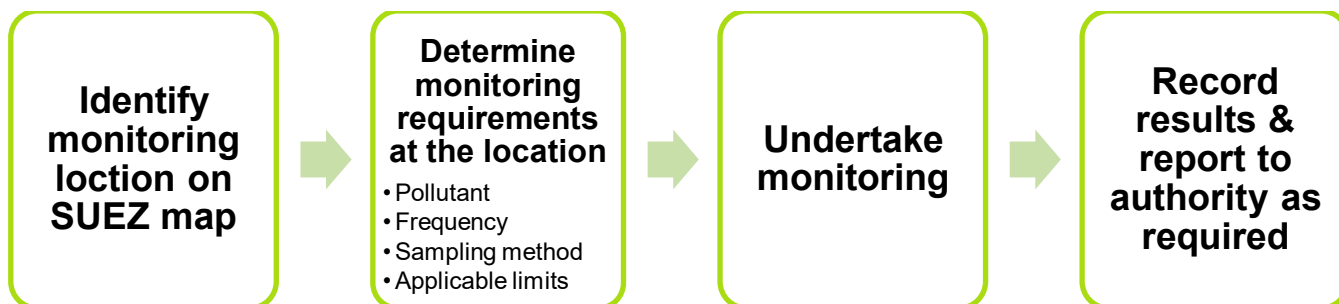 Identify
monitoring
loction on
SUEZ map
Determine
monitoring
requirements
at the location
• Pollutant
• Frequency
• Sampling method
• Applicable limits
Undertake
monitoring
Record
results &
report to
authority as
required